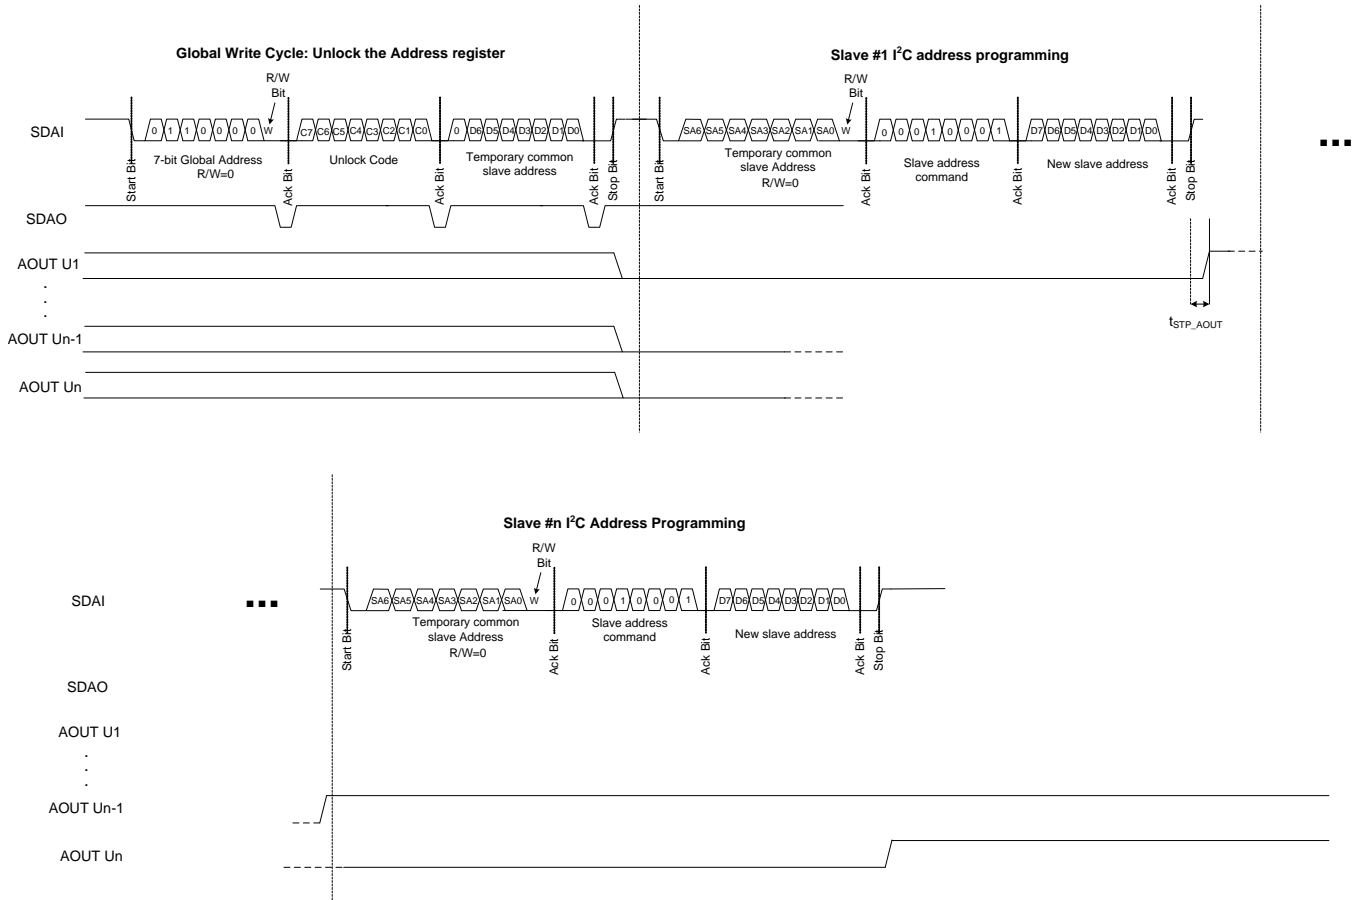 Global Write Cycle: Unlock the Address register
Slave #1 I²C address programming
R/W
Bit
R/W
Bit
SDAI
0 1 1 0 0 0 0 W
C7 C6 C5 C4 C3 C2 C1 C0
0 D6 D5 D4 D3 D2 D1 D0
SA6 SA5 SA4 SA3 SA2 SA1 SA0 W
0 0 0 1 0 0 0 1
D7 D6 D5 D4 D3 D2 D1 D0
...
Start Bit
7-bit Global Address
R/W=0
Ack Bit
Unlock Code
Ack Bit
Temporary common
slave address
Ack Bit
Stop Bit
Start Bit
Temporary common
slave Address
R/W=0
Ack Bit
Slave address
command
Ack Bit
New slave address
Ack Bit
Stop Bit
SDAO
AOUT U1
.
.
.
tSTP_AOUT
AOUT Un-1
AOUT Un
Slave #n I²C Address Programming
R/W
Bit
SDAI
...
SA6 SA5 SA4 SA3 SA2 SA1 SA0 W
0 0 0 1 0 0 0 1
D7 D6 D5 D4 D3 D2 D1 D0
Start Bit
Temporary common
slave Address
R/W=0
Ack Bit
Slave address
command
Ack Bit
New slave address
Ack Bit
Stop Bit
SDAO
AOUT U1
.
.
.
AOUT Un-1
AOUT Un